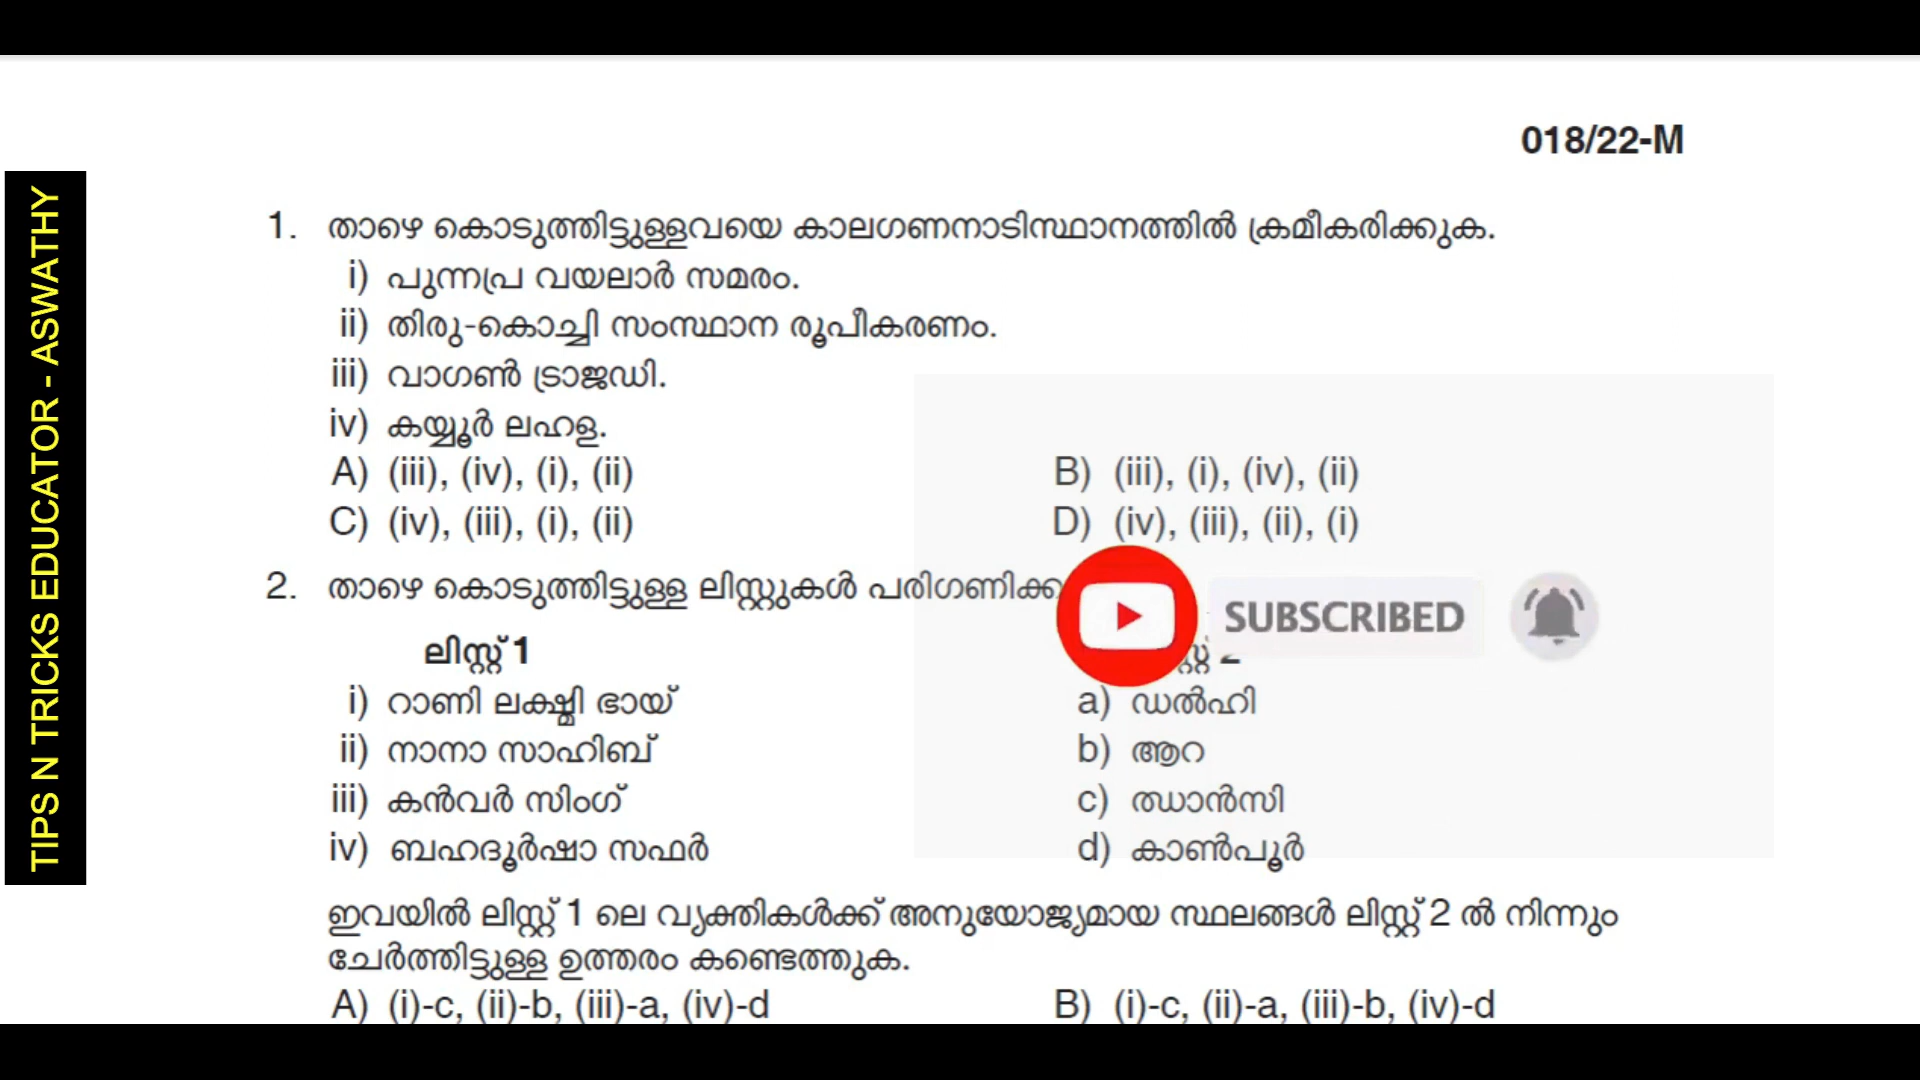 TIPS N TRICKS EDUCATOR - ASWATHY
018/22-M
1. താഴെ കൊടുത്തിട്ടുള്ളവയെ കാലഗണനാടിസ്ഥാനത്തിൽ ക്രമീകരിക്കുക.
i) പുന്നപ്ര വയലാർ സമരം.
ii) തിരു-കൊച്ചി സംസ്ഥാന രൂപീകരണം.
iii) വാഗൺ ട്രാജഡി.
iv) കയ്യൂർ ലഹള.
A) (iii), (iv), (i), (ii) B) (iii), (i), (iv), (ii)
C) (iv), (iii), (i), (ii) D) (iv), (iii), (ii), (i)
2. താഴെ കൊടുത്തിട്ടുള്ള ലിസ്റ്റുകൾ
SUBSCRIBED
ലിസ്റ്റ് 1 2
i) റാണി ലക്ഷ്മി ഭായ് a) ഡൽഹി
ii) നാനാ സാഹിബ് b) ആറ
iii) കൻവർ സിംഗ് c) ഝാൻസി
iv) ബഹദൂർഷാ സഫർ d) കാൺപൂർ
ഇവയിൽ ലിസ്റ്റ് 1 ലെ വ്യക്തികൾക്ക് അനുയോജ്യമായ സ്ഥലങ്ങൾ ലിസ്റ്റ് 2 ൽ നിന്നും
ചേർത്തിട്ടുള്ള ഉത്തരം കണ്ടെത്തുക.
A) (i)-c, (ii)-b, (iii)-a, (iv)-d B) (i)-c, (ii)-a, (iii)-b, (iv)-d